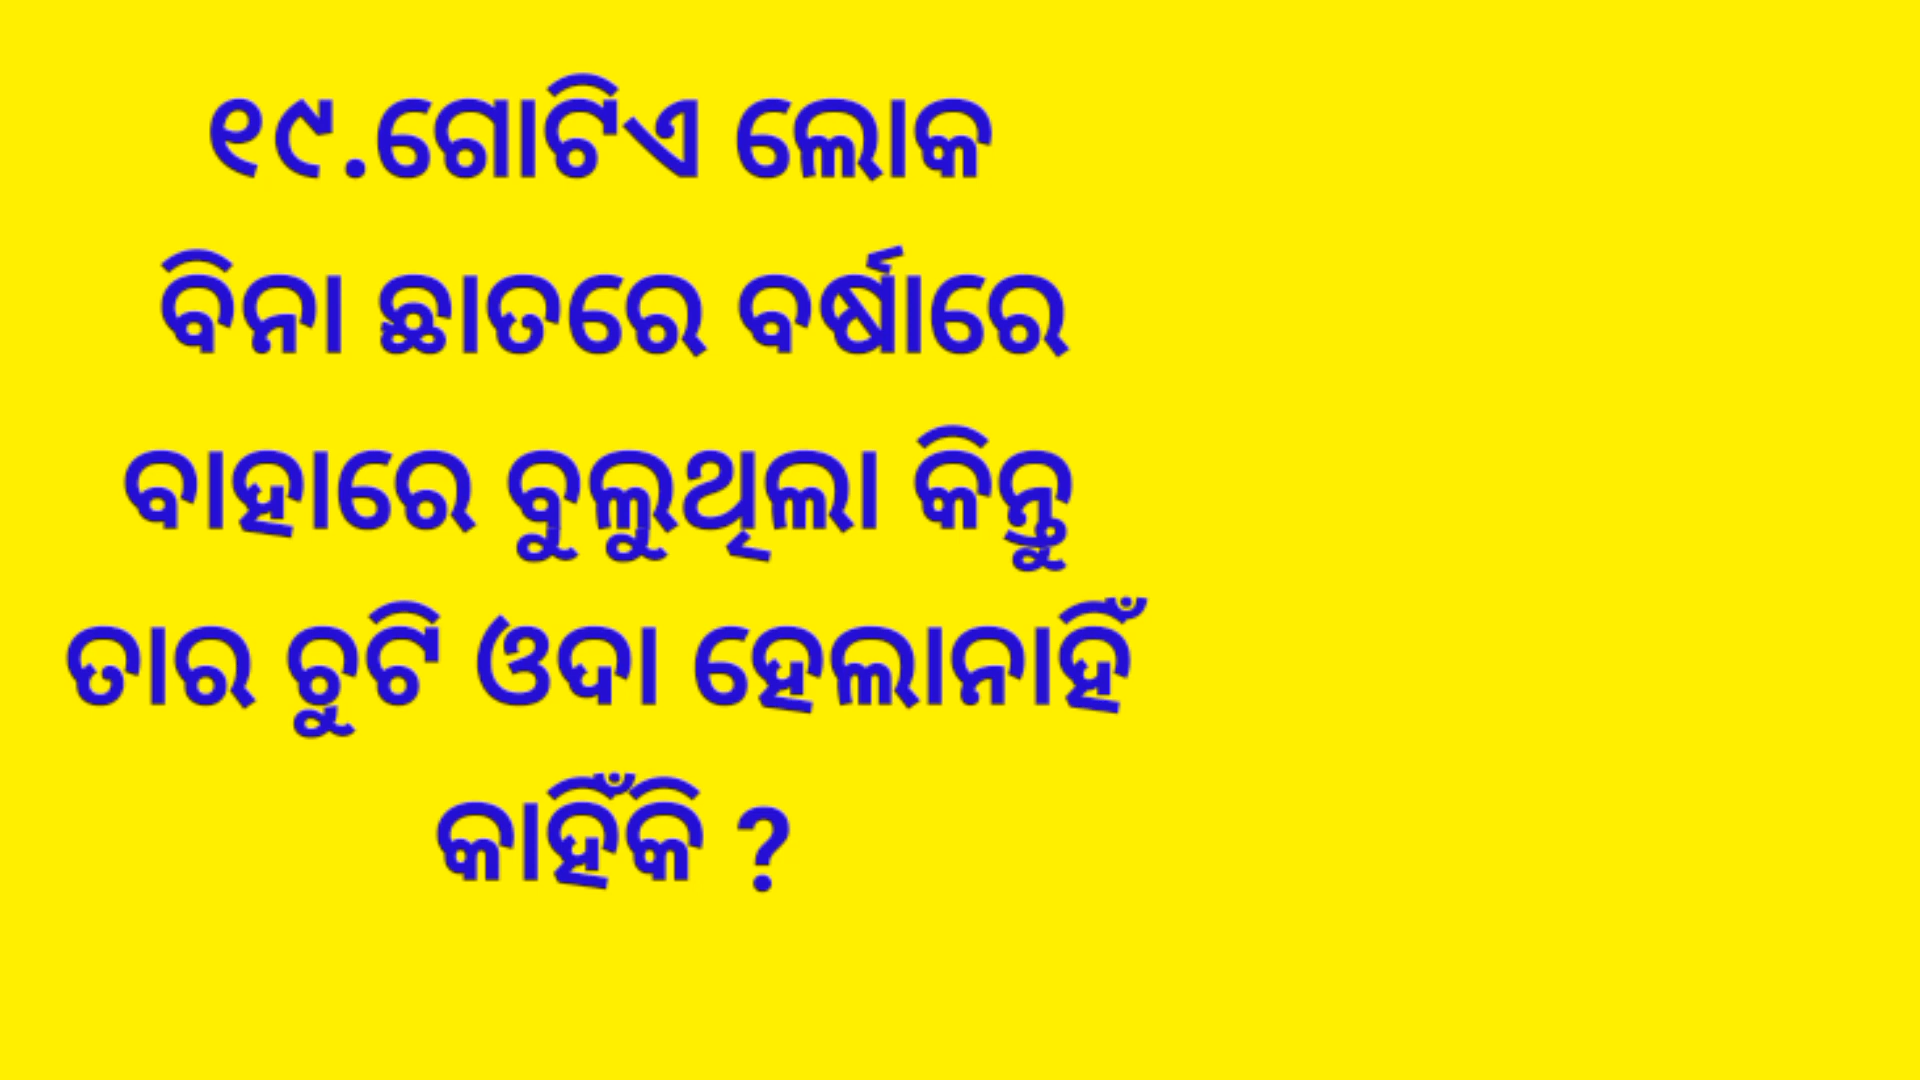 ୧୯.ଗୋଟିଏ ଲୋକ
ବିନା ଛାତରେ ବର୍ଷାରେ
ବାହାରେ ବୁଲୁଥିଲା କିନ୍ତୁ
ତାର ଚୁଟି ଓଦା ହେଲାନାହିଁ
କାହିଁକି ?